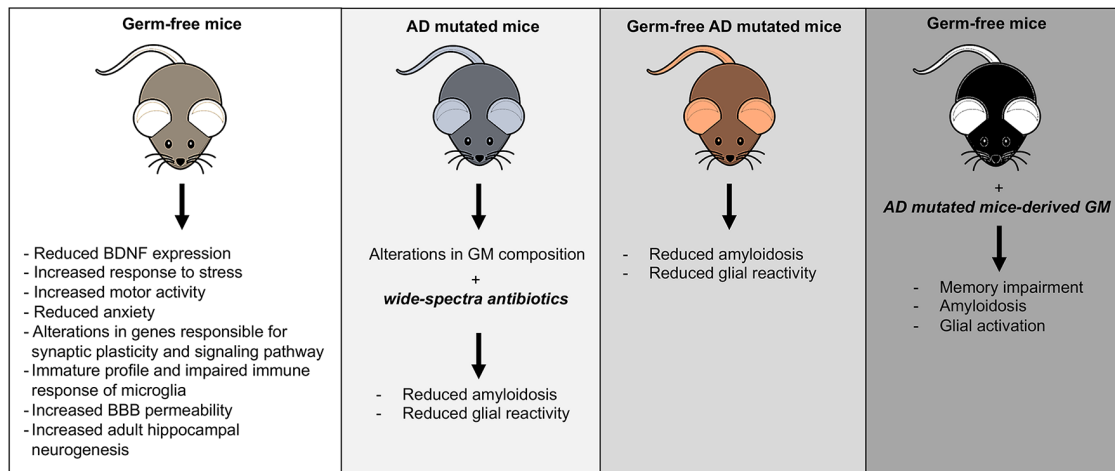 Germ-free mice
- Reduced BDNF expression
- Increased response to stress
- Increased motor activity
- Reduced anxiety
- Alterations in genes responsible for
synaptic plasticity and signaling pathway
- Immature profile and impaired immune
response of microglia
- Increased BBB permeability
- Increased adult hippocampal
neurogenesis
AD mutated mice
Alterations in GM composition
+
wide-spectra antibiotics
- Reduced amyloidosis
- Reduced glial reactivity
Germ-free AD mutated mice
- Reduced amyloidosis
- Reduced glial reactivity
Germ-free mice
+
AD mutated mice-derived GM
- Memory impairment
- Amyloidosis
- Glial activation